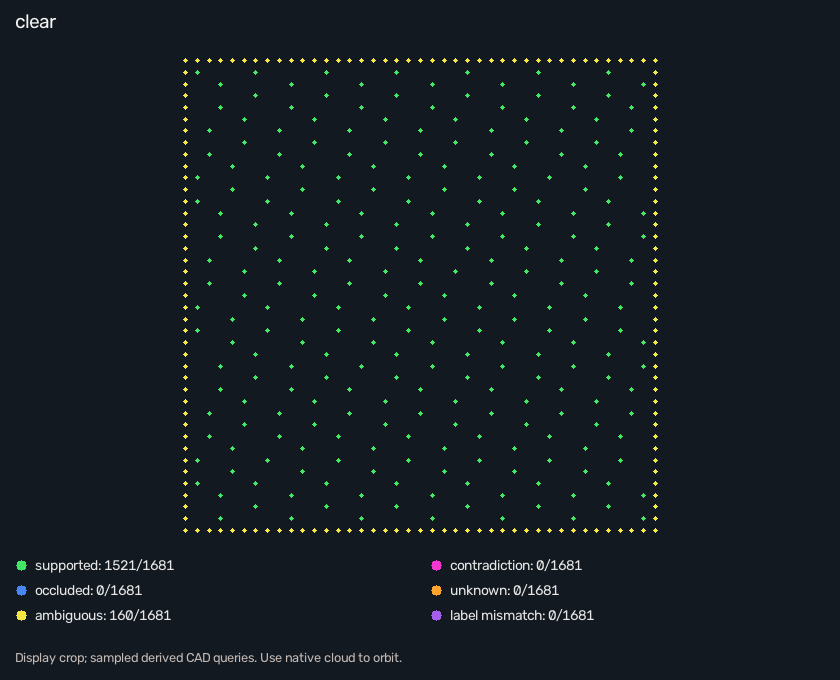 clear
supported: 1521/1681
contradiction: 0/1681
occluded: 0/1681
unknown: 0/1681
ambiguous: 160/1681
label mismatch: 0/1681
Display crop; sampled derived CAD queries. Use native cloud to orbit.